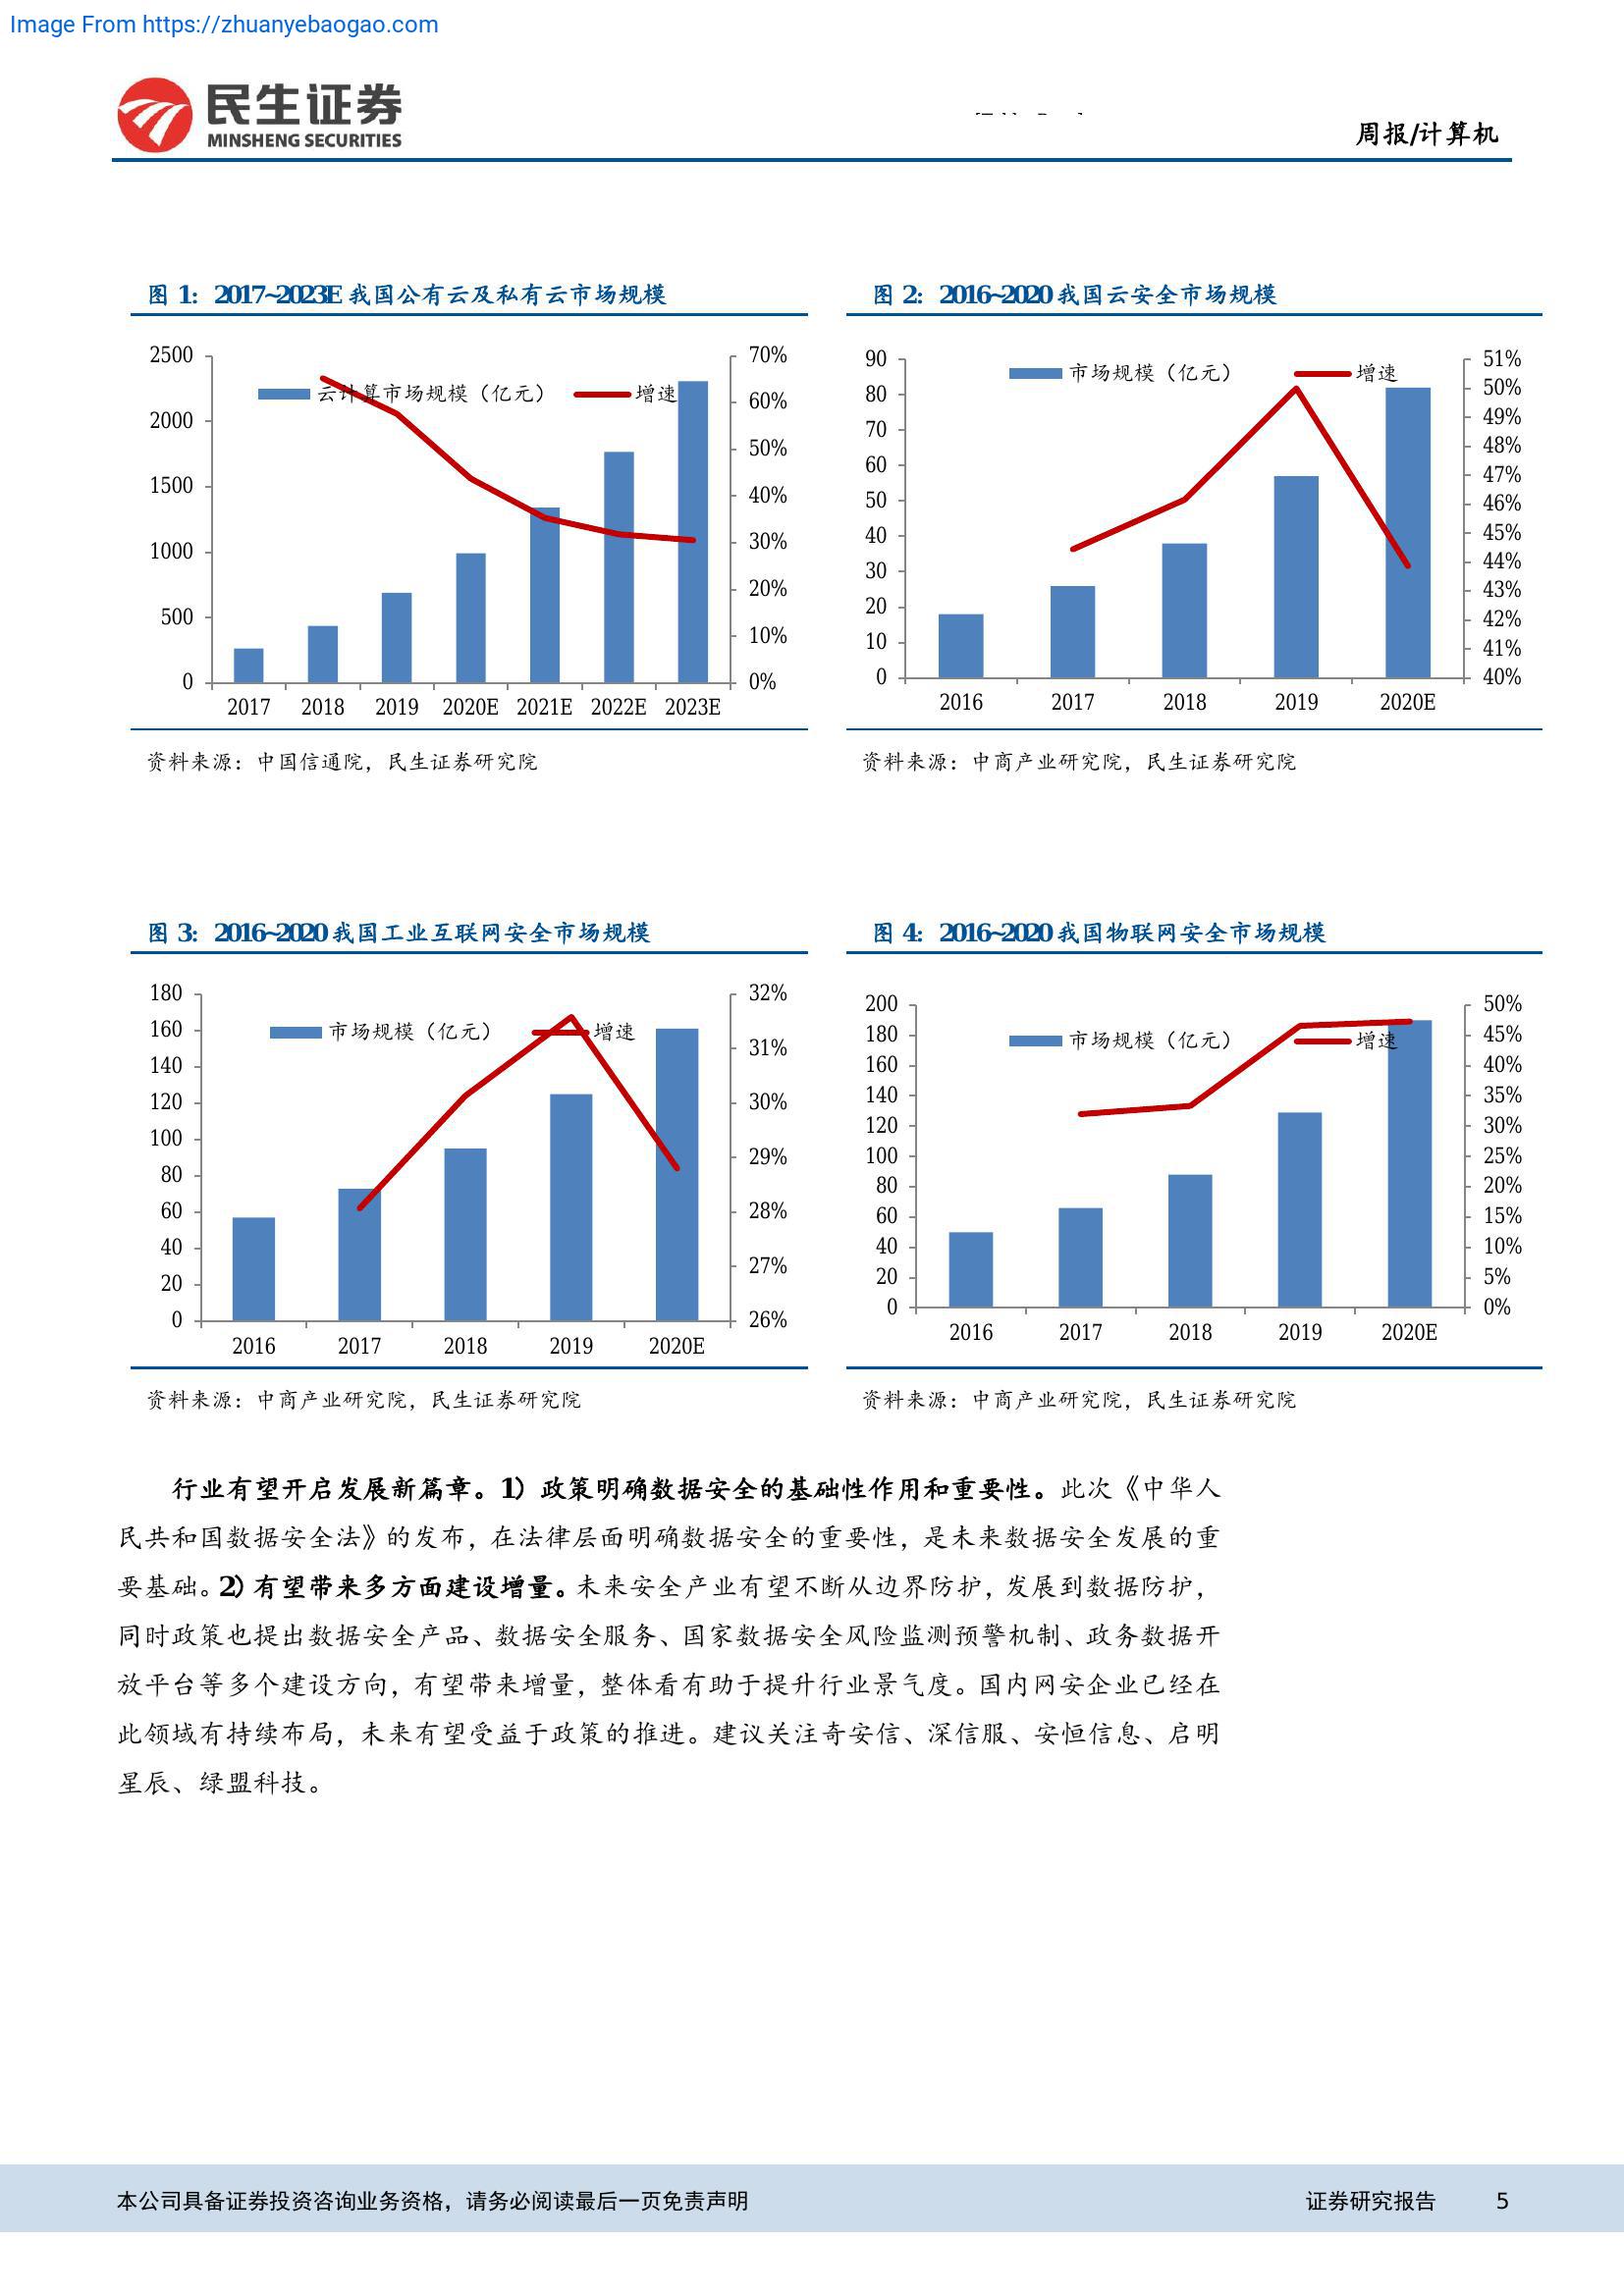 Image From https://zhuanyebaogao.com
民生证券
MINSHENG SECURITIES
周报/计算机
图 1：2017~2023E 我国公有云及私有云市场规模
2500
2000
1500
1000
500
0
70%
60%
50%
40%
30%
20%
10%
0%
云计算市场规模（亿元）
增速
2017 2018 2019 2020E 2021E 2022E 2023E
资料来源：中国信通院，民生证券研究院
图 2：2016~2020 我国云安全市场规模
90
80
70
60
50
40
30
20
10
0
51%
50%
49%
48%
47%
46%
45%
44%
43%
42%
41%
40%
市场规模（亿元）
增速
2016 2017 2018 2019 2020E
资料来源：中商产业研究院，民生证券研究院
图 3：2016~2020 我国工业互联网安全市场规模
180
160
140
120
100
80
60
40
20
0
32%
31%
30%
29%
28%
27%
26%
市场规模（亿元）
增速
2016 2017 2018 2019 2020E
资料来源：中商产业研究院，民生证券研究院
图 4：2016~2020 我国物联网安全市场规模
200
180
160
140
120
100
80
60
40
20
0
50%
45%
40%
35%
30%
25%
20%
15%
10%
5%
0%
市场规模（亿元）
增速
2016 2017 2018 2019 2020E
资料来源：中商产业研究院，民生证券研究院
行业有望开启发展新篇章。1）政策明确数据安全的基础性作用和重要性。此次《中华人
民共和国数据安全法》的发布，在法律层面明确数据安全的重要性，是未来数据安全发展的重
要基础。2）有望带来多方面建设增量。未来安全产业有望不断从边界防护，发展到数据防护，
同时政策也提出数据安全产品、数据安全服务、国家数据安全风险监测预警机制、政务数据开
放平台等多个建设方向，有望带来增量，整体看有助于提升行业景气度。国内网安企业已经在
此领域有持续布局，未来有望受益于政策的推进。建议关注奇安信、深信服、安恒信息、启明
星辰、绿盟科技。
本公司具备证券投资咨询业务资格，请务必阅读最后一页免责声明
证券研究报告 5